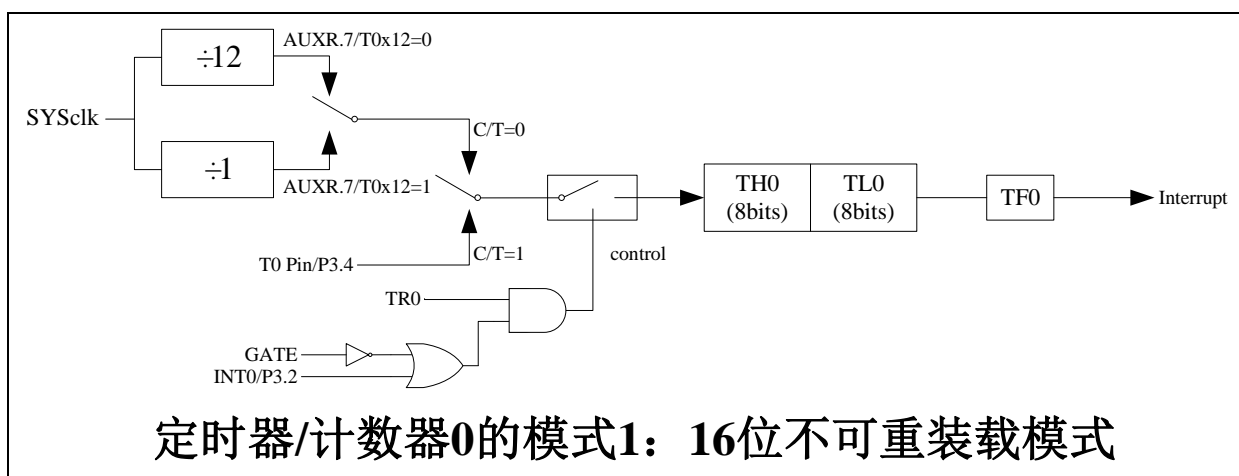 ÷12
AUXR.7/T0x12=0
SYSclk
÷1
AUXR.7/T0x12=1
C/T=0
C/T=1
T0 Pin/P3.4
TH0
(8bits)
TL0
(8bits)
TF0
Interrupt
control
TR0
GATE
INT0/P3.2
定时器/计数器0的模式1：16位不可重装载模式